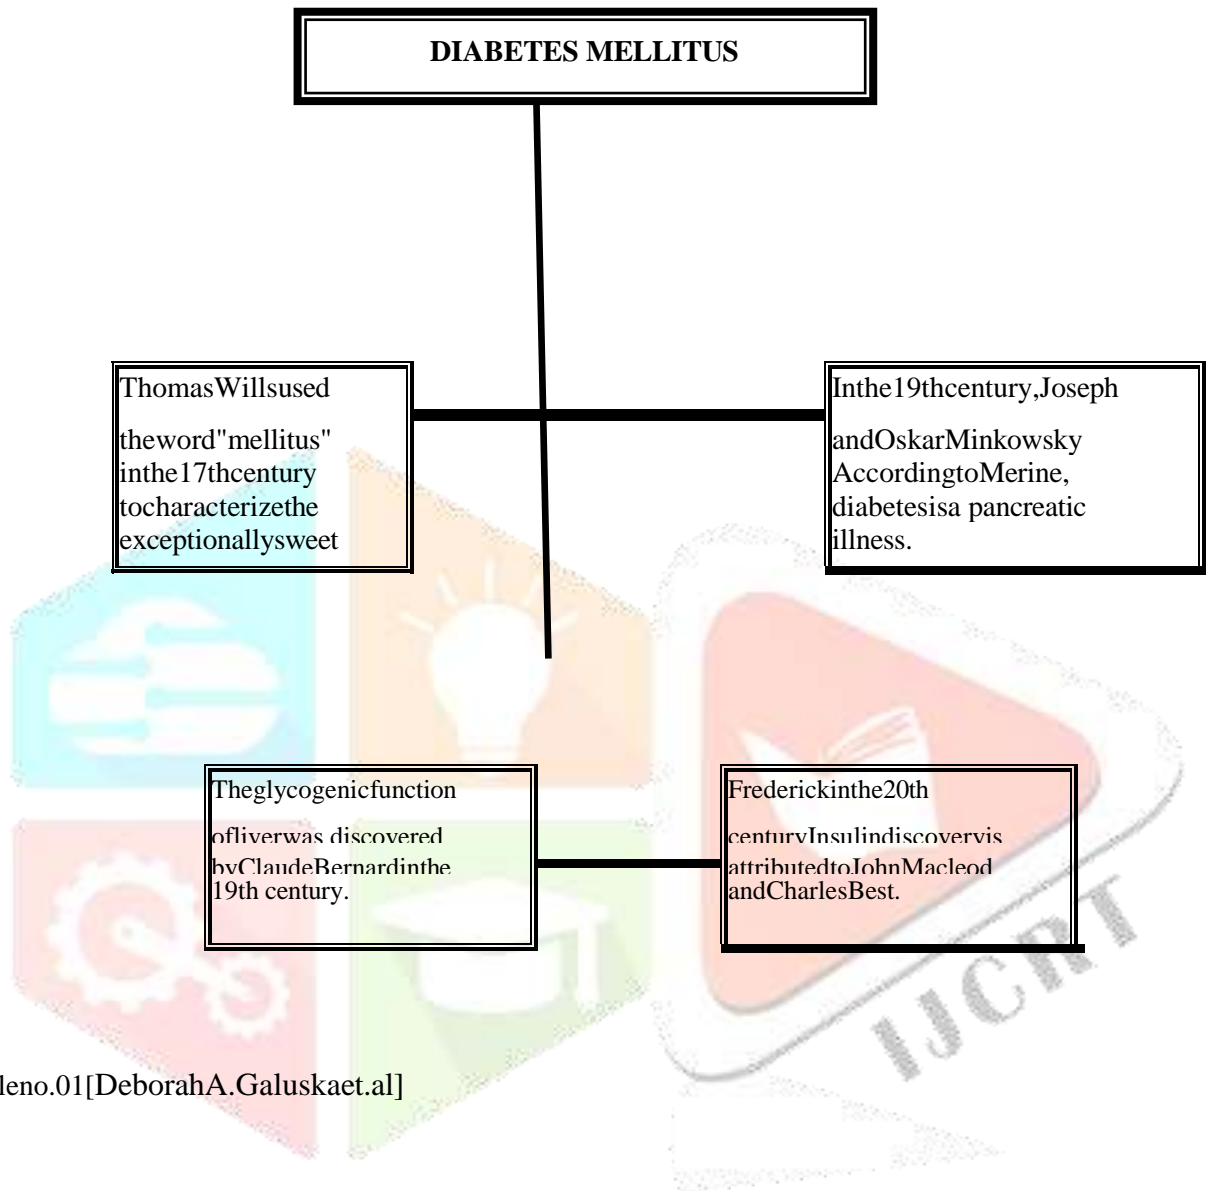 DIABETES MELLITUS
ThomasWillsused
theword"mellitus"
inthe17thcentury
tocharacterizethe
exceptionallysweet
Inthe19thcentury,Joseph
andOskarMinkowsky
AccordingtoMerine,
diabetesisa pancreatic
illness.
Theglycogenicfunction
ofliverwas discovered
byClaudeBernardinthe
19th century.
Frederickinthe20th
centuryInsulindiscoveryis
attributedtoJohnMacleod
andCharlesBest.
leno.01[DeborahA.Galuskaet.al]
IJCRT